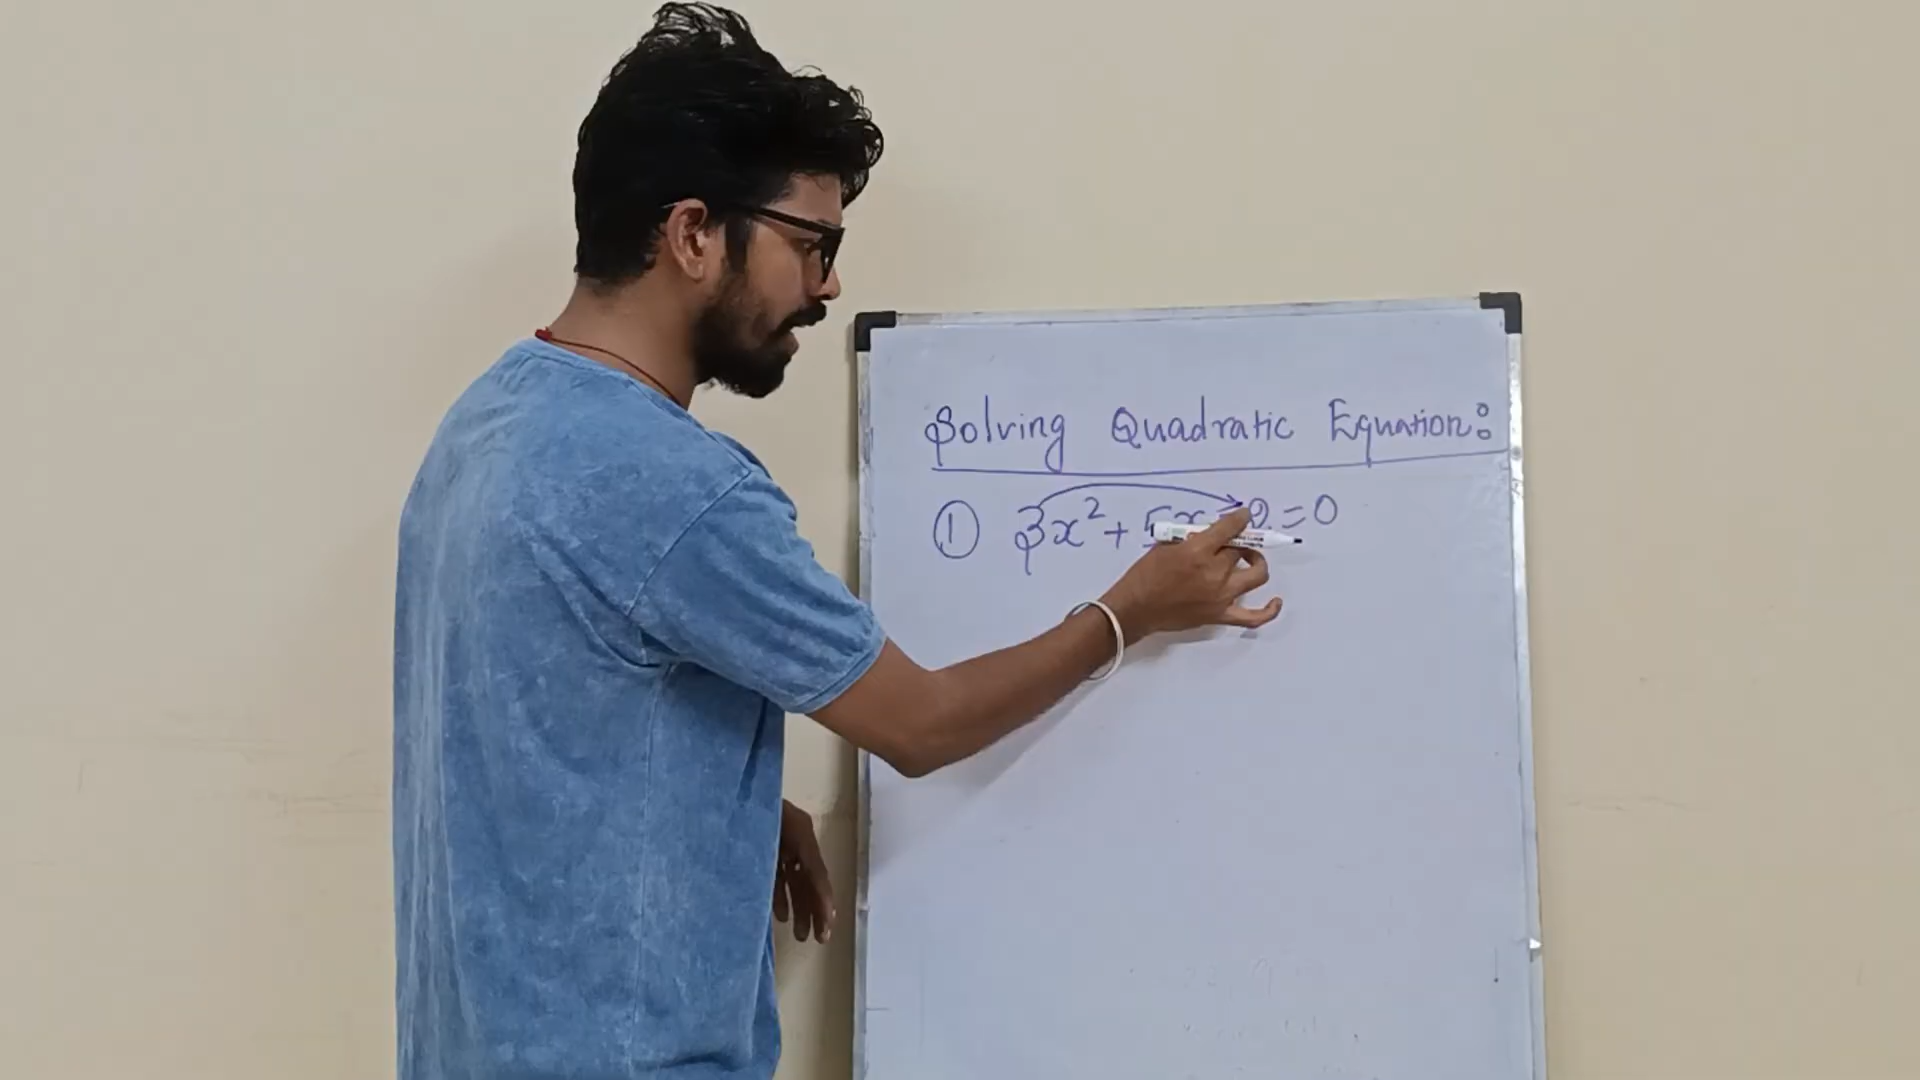 Solving Quadratic Equation:
① 3x² + 5x 2 = 0